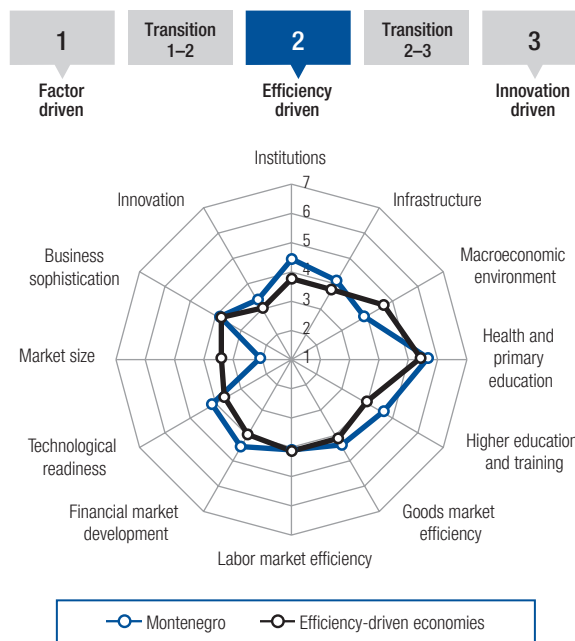 1
Transition
1–2
2
Transition
2–3
3
Factor
driven
Efficiency
driven
Innovation
driven
Institutions
7
Innovation
Infrastructure
6
5
Business
sophistication
Macroeconomic
environment
4
3
2
Market size
1
Health and
primary
education
Technological
readiness
Higher education
and training
Financial market
development
Goods market
efficiency
Labor market efficiency
Montenegro
Efficiency-driven economies